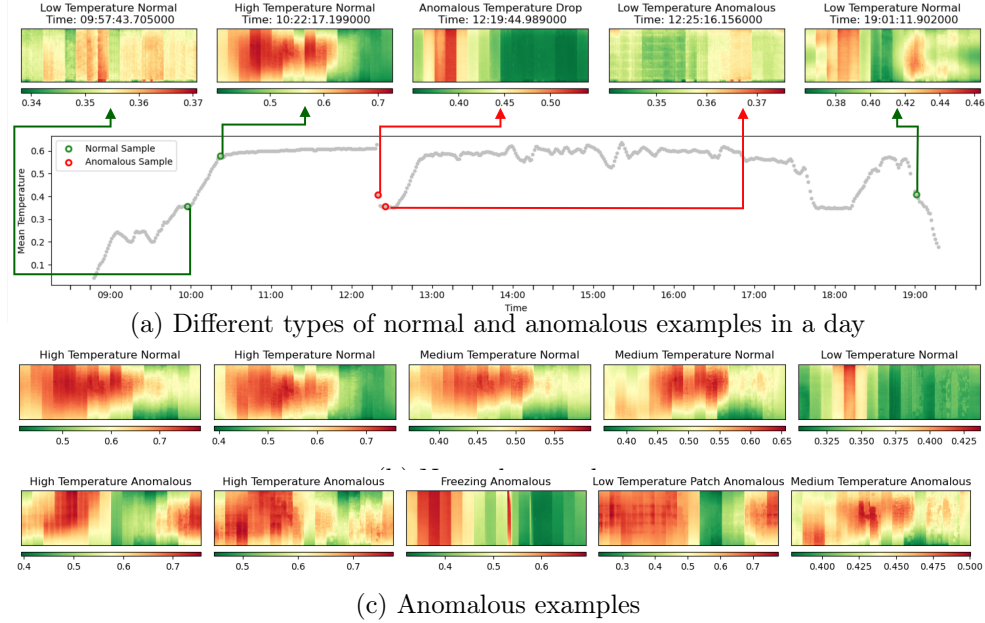 Low Temperature Normal
Time: 09:57:43.705000
High Temperature Normal
Time: 10:22:17.199000
Anomalous Temperature Drop
Time: 12:19:44.989000
Low Temperature Anomalous
Time: 12:25:16.156000
Low Temperature Normal
Time: 19:01:11.902000
0.34 0.35 0.36 0.37
0.5 0.6 0.7
0.40 0.45 0.50
0.35 0.36 0.37
0.38 0.40 0.42 0.44 0.46
Normal Sample
Anomalous Sample
Mean Temperature
0.6
0.5
0.4
0.3
0.2
0.1
09:00 10:00 11:00 12:00 13:00 14:00 15:00 16:00 17:00 18:00 19:00
Time
(a) Different types of normal and anomalous examples in a day
High Temperature Normal
High Temperature Normal
Medium Temperature Normal
Medium Temperature Normal
Low Temperature Normal
0.5 0.6 0.7
0.4 0.5 0.6 0.7
0.40 0.45 0.50 0.55
0.40 0.45 0.50 0.55 0.60 0.65
0.325 0.350 0.375 0.400 0.425
High Temperature Anomalous
High Temperature Anomalous
Freezing Anomalous
Low Temperature Patch Anomalous
Medium Temperature Anomalous
0.4 0.5 0.6 0.7
0.5 0.6 0.7
0.4 0.5 0.6
0.3 0.4 0.5 0.6 0.7
0.400 0.425 0.450 0.475 0.500
(c) Anomalous examples